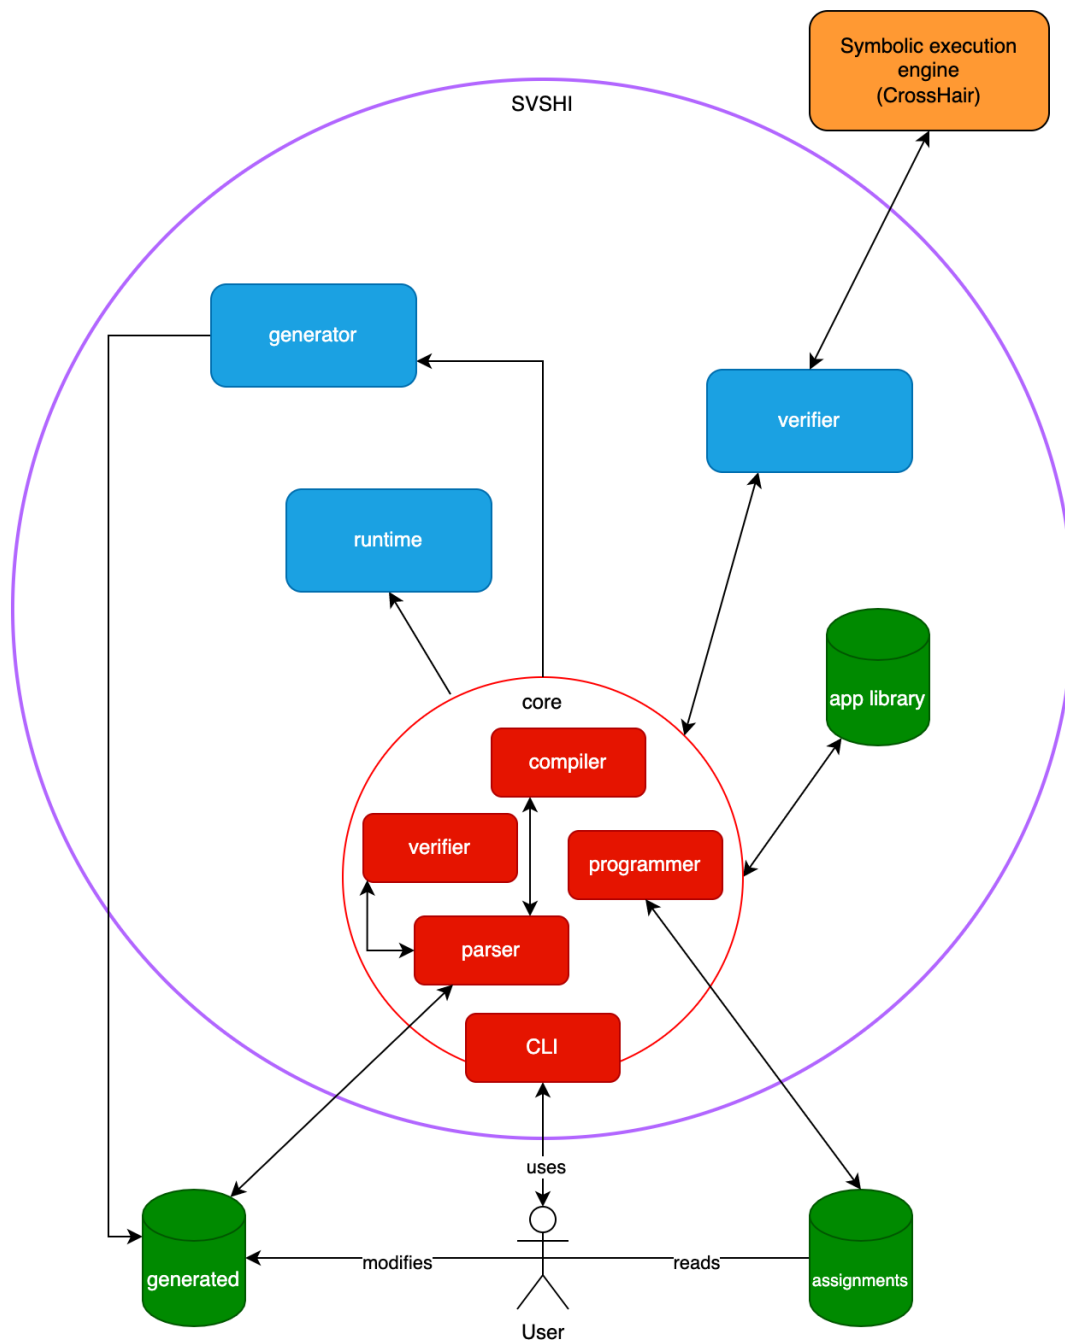 Symbolic execution
engine
(CrossHair)
SVSHI
generator
verifier
runtime
app library
core
compiler
verifier
programmer
parser
CLI
uses
modifies
reads
generated
assignments
User